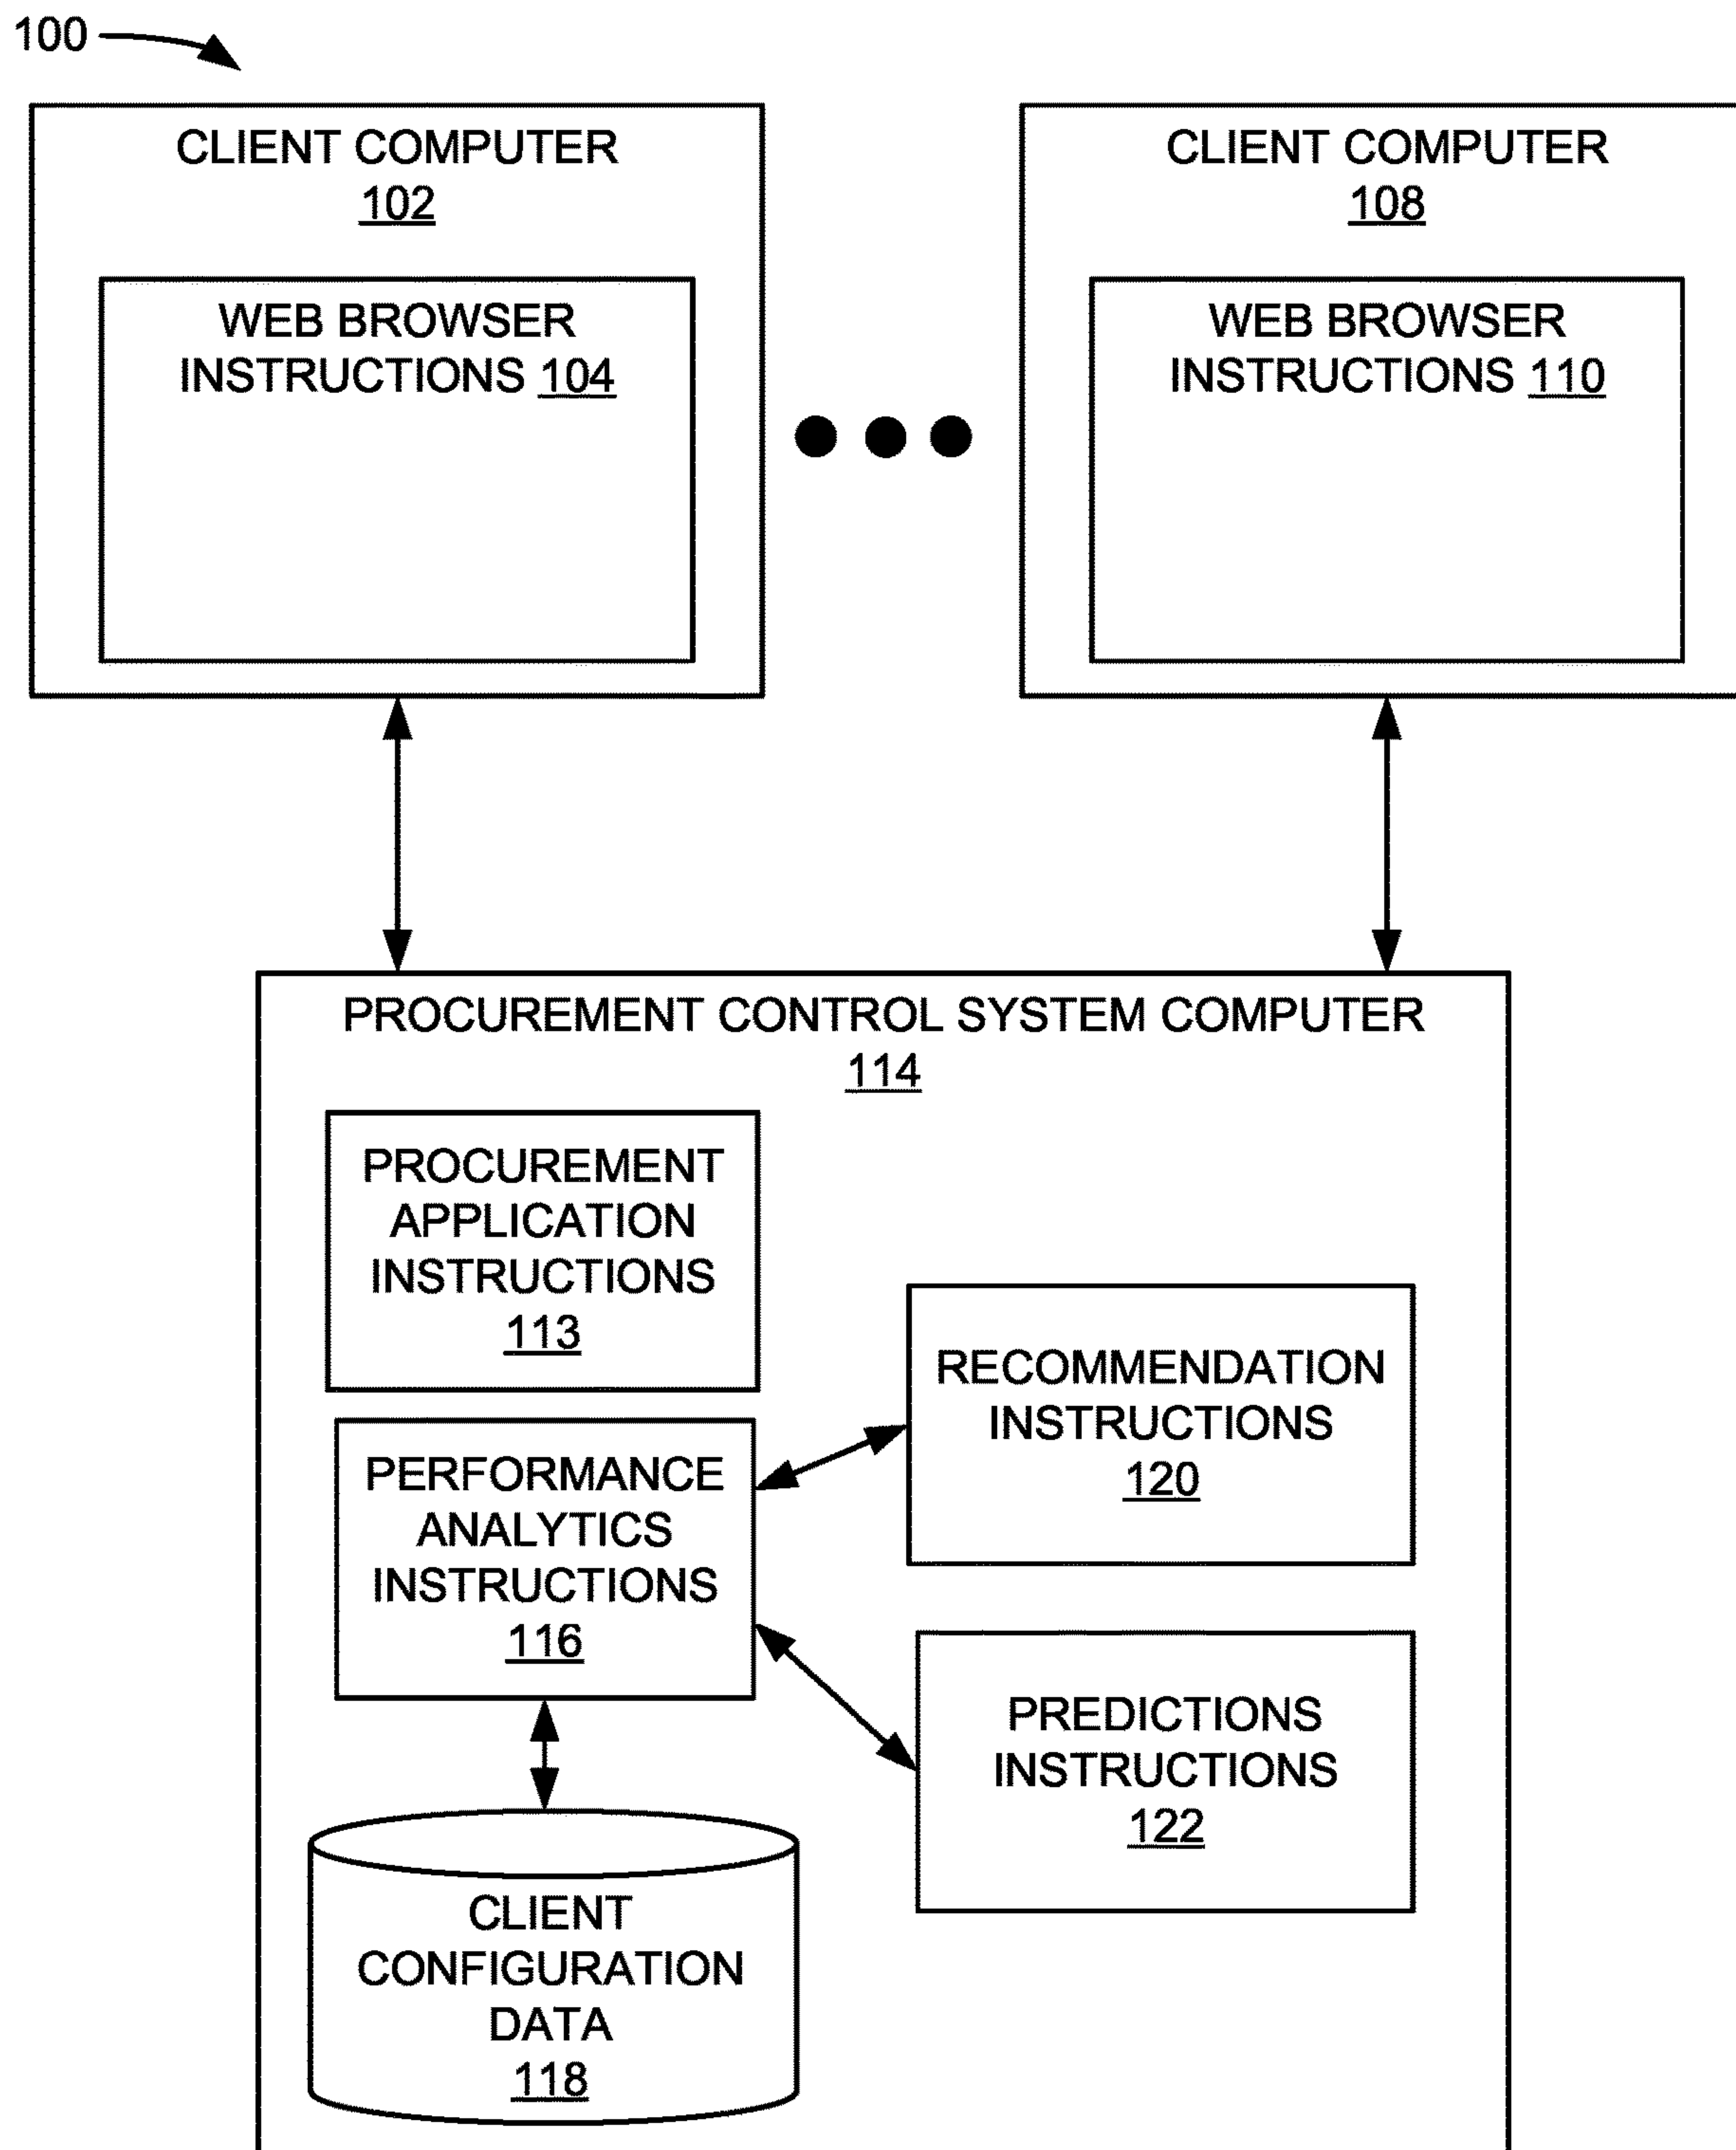 100
CLIENT COMPUTER
102
WEB BROWSER
INSTRUCTIONS 104
CLIENT COMPUTER
108
WEB BROWSER
INSTRUCTIONS 110
PROCUREMENT CONTROL SYSTEM COMPUTER
114
PROCUREMENT
APPLICATION
INSTRUCTIONS
113
RECOMMENDATION
INSTRUCTIONS
120
PERFORMANCE
ANALYTICS
INSTRUCTIONS
116
PREDICTIONS
INSTRUCTIONS
122
CLIENT
CONFIGURATION
DATA
118